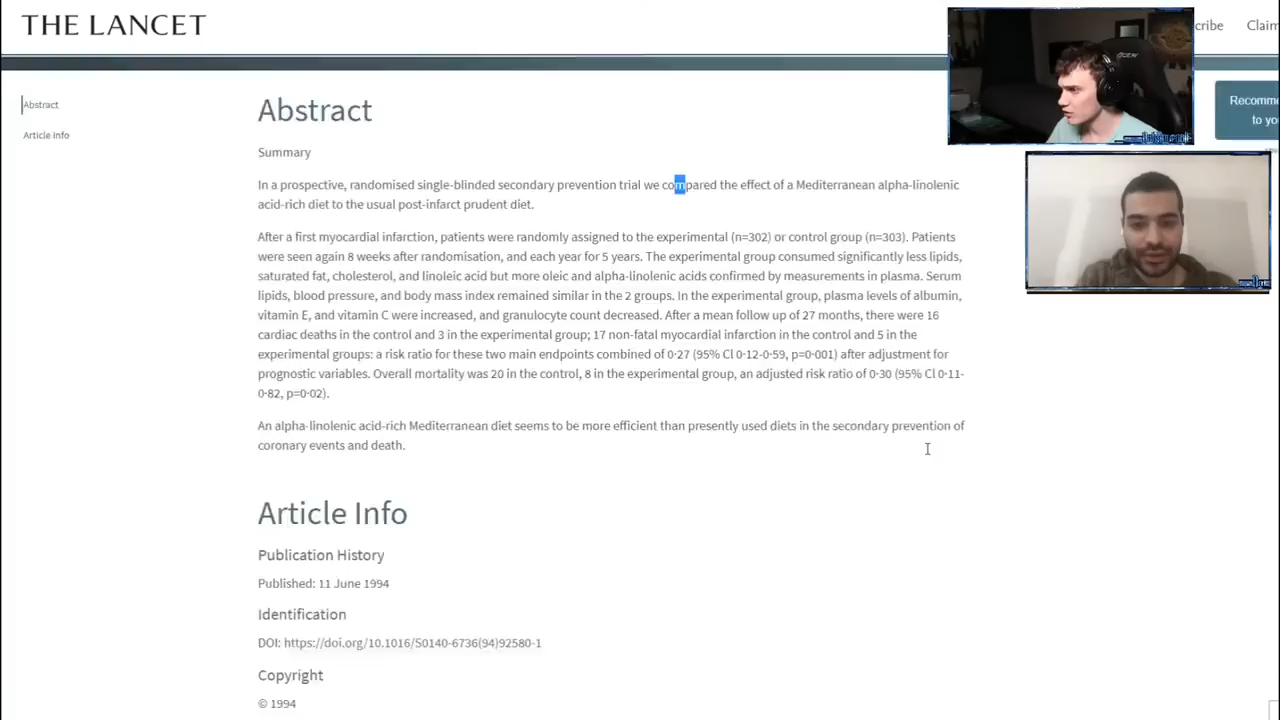 THE LANCET
cribe
Claim
Abstract
Article Info
Recomme
to you
Abstract
Summary
In a prospective, randomised single-blinded secondary prevention trial we compared the effect of a Mediterranean alpha-linolenic
acid-rich diet to the usual post-infarct prudent diet.
After a first myocardial infarction, patients were randomly assigned to the experimental (n=302) or control group (n=303). Patients
were seen again 8 weeks after randomisation, and each year for 5 years. The experimental group consumed significantly less lipids,
saturated fat, cholesterol, and linoleic acid but more oleic and alpha-linolenic acids confirmed by measurements in plasma. Serum
lipids, blood pressure, and body mass index remained similar in the 2 groups. In the experimental group, plasma levels of albumin,
vitamin E, and vitamin C were increased, and granulocyte count decreased. After a mean follow up of 27 months, there were 16
cardiac deaths in the control and 3 in the experimental group; 17 non-fatal myocardial infarction in the control and 5 in the
experimental groups: a risk ratio for these two main endpoints combined of 0·27 (95% Cl 0·12-0·59, p=0·001) after adjustment for
prognostic variables. Overall mortality was 20 in the control, 8 in the experimental group, an adjusted risk ratio of 0·30 (95% Cl 0·11-
0·82, p=0·02).
An alpha-linolenic acid-rich Mediterranean diet seems to be more efficient than presently used diets in the secondary prevention of
coronary events and death.
Article Info
Publication History
Published: 11 June 1994
Identification
DOI: https://doi.org/10.1016/S0140-6736(94)92580-1
Copyright
© 1994